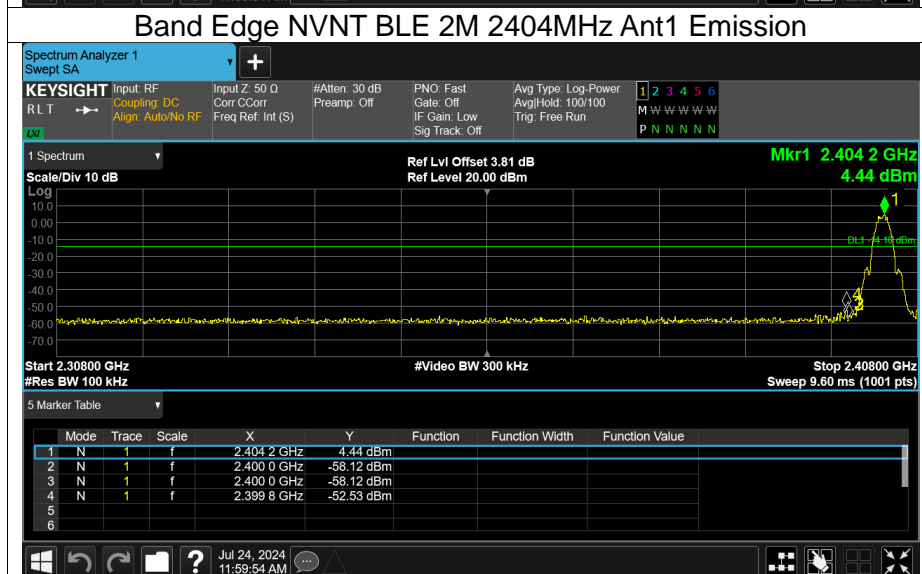 Band Edge NVNT BLE 2M 2404MHz Ant1 Emission
Spectrum Analyzer 1
Swept SA
+
KEYSIGHT Input: RF Input Z: 50 Ω #Atten: 30 dB PNO: Fast Avg Type: Log-Power 1 2 3 4 5 6
RLT Coupling: DC Corr CCorr Preamp: Off Gate: Off Avg|Hold: 100/100 M W W W W W
Align: Auto/No RF Freq Ref: Int (S) IF Gain: Low Trig: Free Run
LXI Sig Track: Off P N N N N N
1 Spectrum Ref Lvl Offset 3.81 dB Mkr1 2.404 2 GHz
Scale/Div 10 dB Ref Level 20.00 dBm 4.44 dBm
Log
1
10.0
0.00
-10.0
-20.0
-30.0
-40.0
4
-50.0
-60.0
-70.0
Start 2.30800 GHz #Video BW 300 kHz Stop 2.40800 GHz
#Res BW 100 kHz Sweep 9.60 ms (1001 pts)
5 Marker Table
Mode Trace Scale X Y Function Function Width Function Value
1 N 1 f 2.404 2 GHz 4.44 dBm
2 N 1 f 2.400 0 GHz -58.12 dBm
3 N 1 f 2.400 0 GHz -58.12 dBm
4 N 1 f 2.399 8 GHz -52.53 dBm
5
6
? Jul 24, 2024
11:59:54 AM